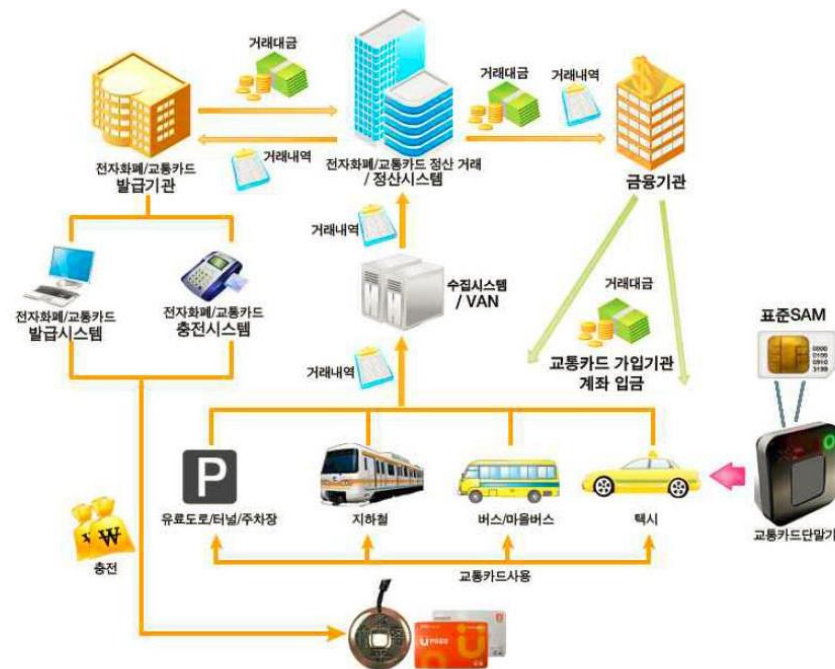 거래대금
거래내역
전자화폐/교통카드
발급기관
전자화폐/교통카드 정산 거래
/ 정산시스템
거래대금
거래내역
금융기관
전자화폐/교통카드
발급시스템
전자화폐/교통카드
충전시스템
거래내역
수집시스템
/ VAN
거래내역
거래대금
교통카드 가입기관
계좌 입금
표준SAM
0000
0100
0910
3199
P
유료도로/터널/주차장
지하철
버스/마을버스
택시
교통카드단말기
교통카드사용
₩
충전
U PASS